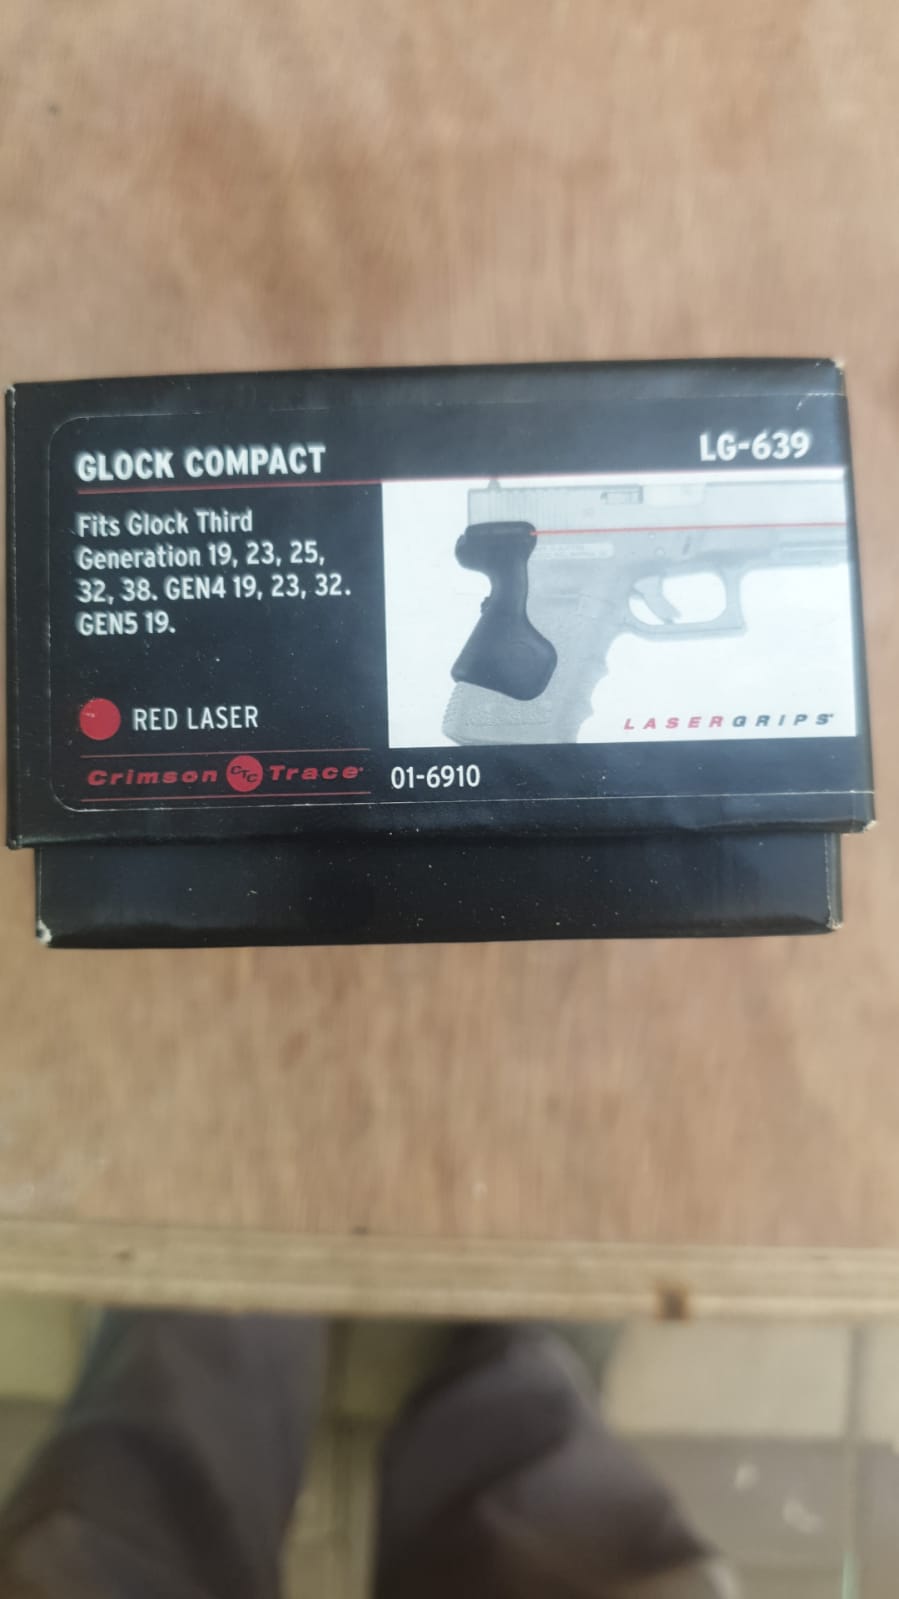 GLOCK COMPACT
LG-639
Fits Glock Third
Generation 19, 23, 25,
32, 38. GEN4 19, 23, 32.
GEN5 19.
RED LASER
LASERGRIPS®
Crimson CTC Trace®
01-6910